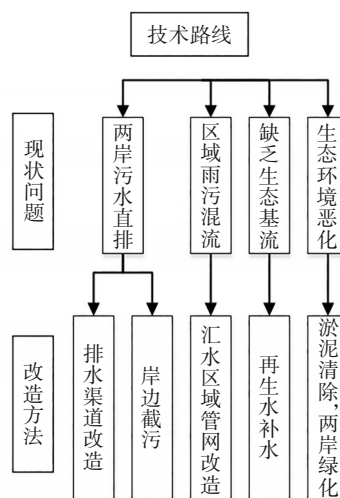 技术路线
现状问题
两岸污水直排
区域雨污混流
缺乏生态基流
生态环境恶化
改造方法
排水渠道改造
岸边截污
汇水区域管网改造
再生水补水
淤泥清除，两岸绿化